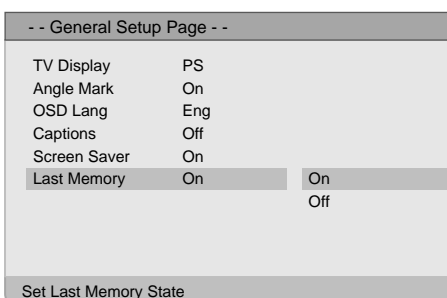 - - General Setup Page - -
TV Display PS
Angle Mark On
OSD Lang Eng
Captions Off
Screen Saver On
Last Memory On On
Off
Set Last Memory State